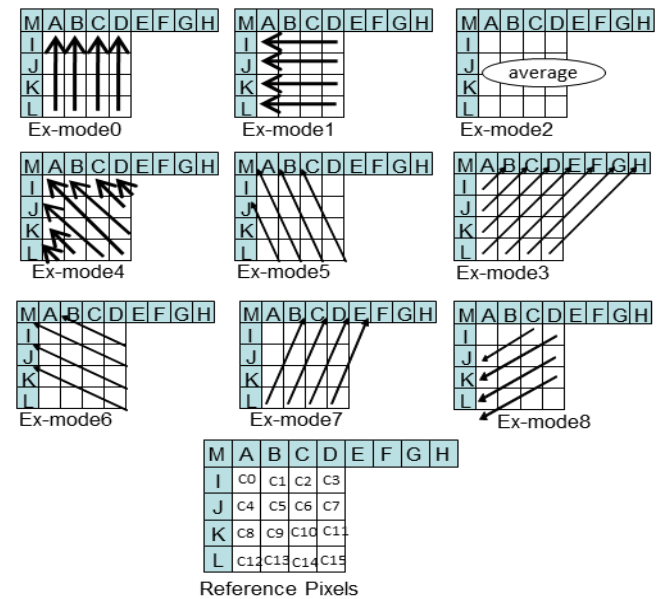 M A B C D E F G H
I
J
K
L
Ex-mode0
M A B C D E F G H
I
J
K
L
Ex-mode1
M A B C D E F G H
I
J
K
L
average
Ex-mode2
M A B C D E F G H
I
J
K
L
Ex-mode4
M A B C D E F G H
I
J
K
L
Ex-mode5
M A B C D E F G H
I
J
K
L
Ex-mode3
M A B C D E F G H
I
J
K
L
Ex-mode6
M A B C D E F G H
I
J
K
L
Ex-mode7
M A B C D E F G H
I
J
K
L
Ex-mode8
M A B C D E F G H
I C0 C1 C2 C3
J C4 C5 C6 C7
K C8 C9 C10 C11
L C12 C13 C14 C15
Reference Pixels